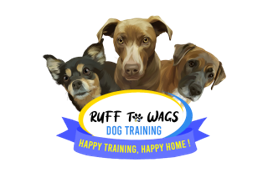 RUFF TO WAGS
DOG TRAINING
HAPPY TRAINING, HAPPY HOME !